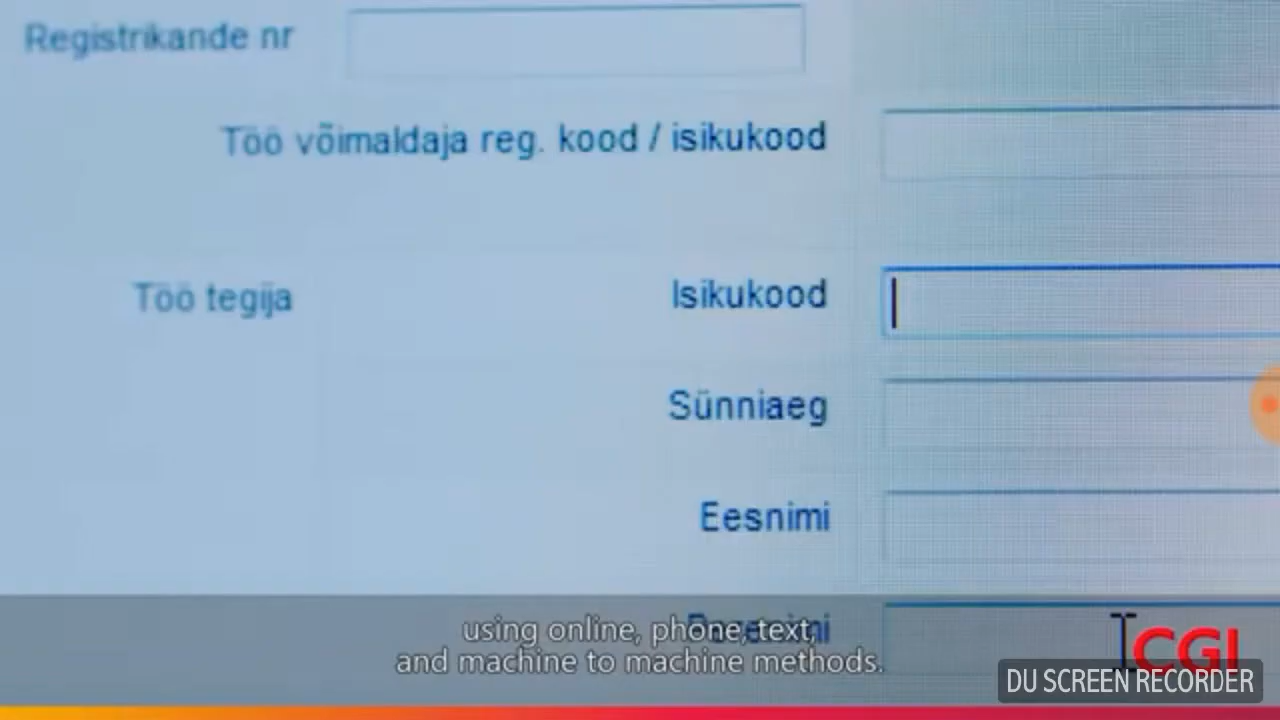 Registrikande nr
Töö võimaldaja reg. kood / isikukood
Töö tegija
Isikukood
Sünniaeg
Eesnimi
Perenimi
using online, phone, text,
and machine to machine methods.
CGI
DU SCREEN RECORDER